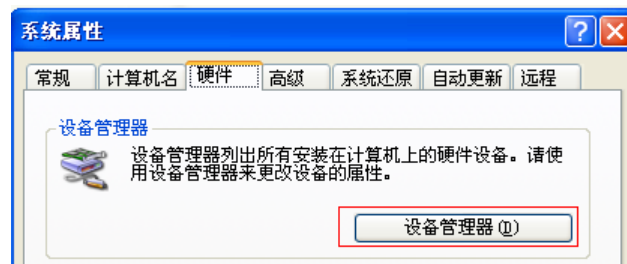 系统属性
常规 计算机名 硬件 高级 系统还原 自动更新 远程
设备管理器
设备管理器列出所有安装在计算机上的硬件设备。请使
用设备管理器来更改设备的属性。
设备管理器(D)